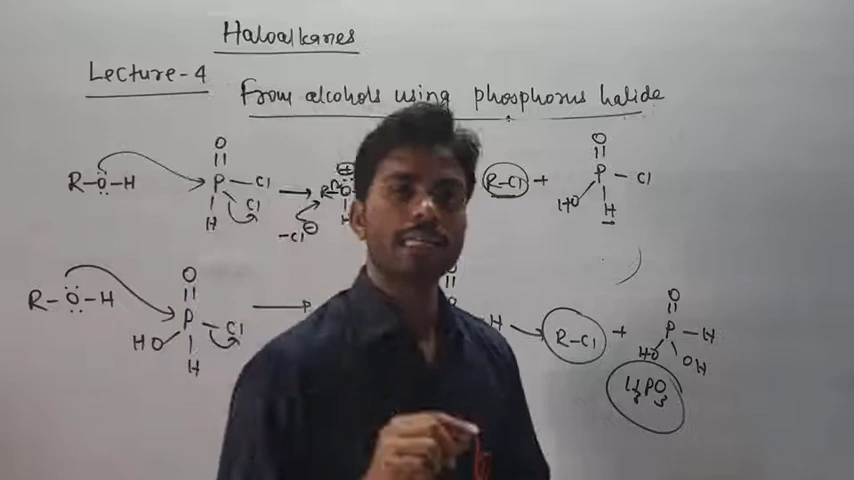 Haloalkanes
Lecture-4
From alcohols using phosphorus halide
R-O-H
O
P
Cl
Cl
H
R
O
-Cl⊖
R-Cl +
O
P
Cl
HO
H
R-O-H
O
P
Cl
HO
H
H
R-Cl +
O
P
H
HO
OH
H3PO3